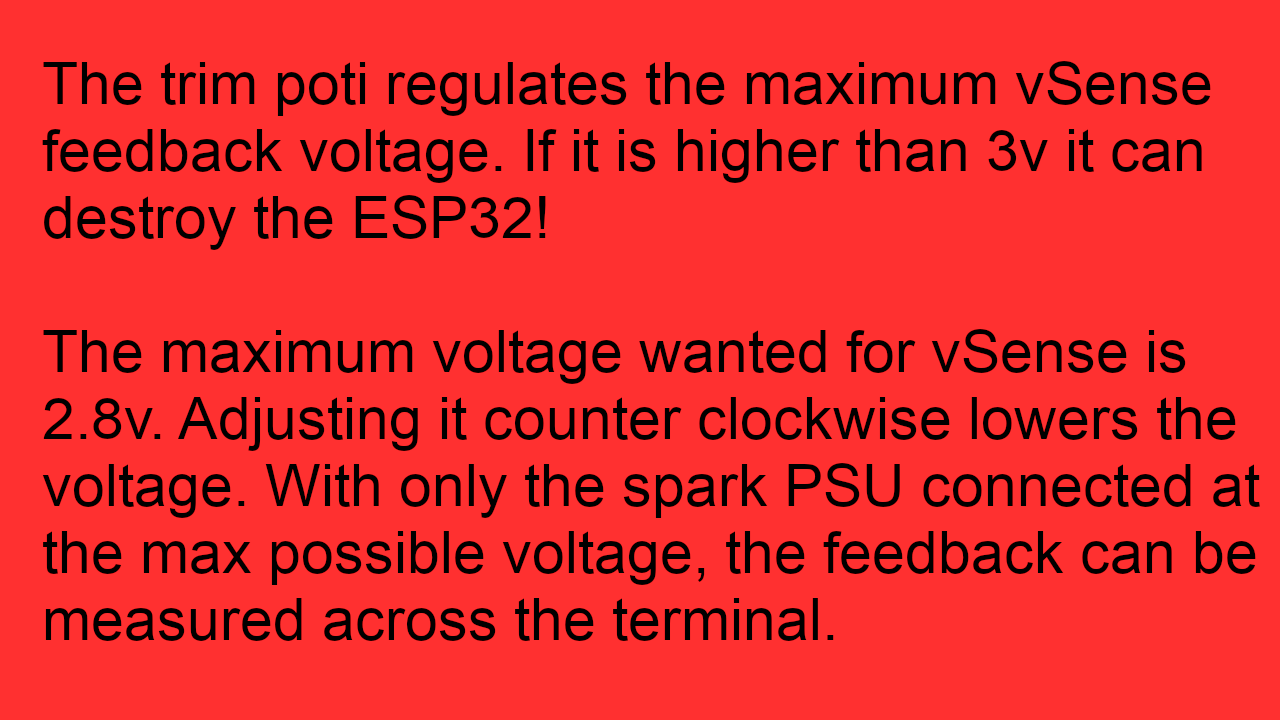 The trim poti regulates the maximum vSense
feedback voltage. If it is higher than 3v it can
destroy the ESP32!
The maximum voltage wanted for vSense is
2.8v. Adjusting it counter clockwise lowers the
voltage. With only the spark PSU connected at
the max possible voltage, the feedback can be
measured across the terminal.